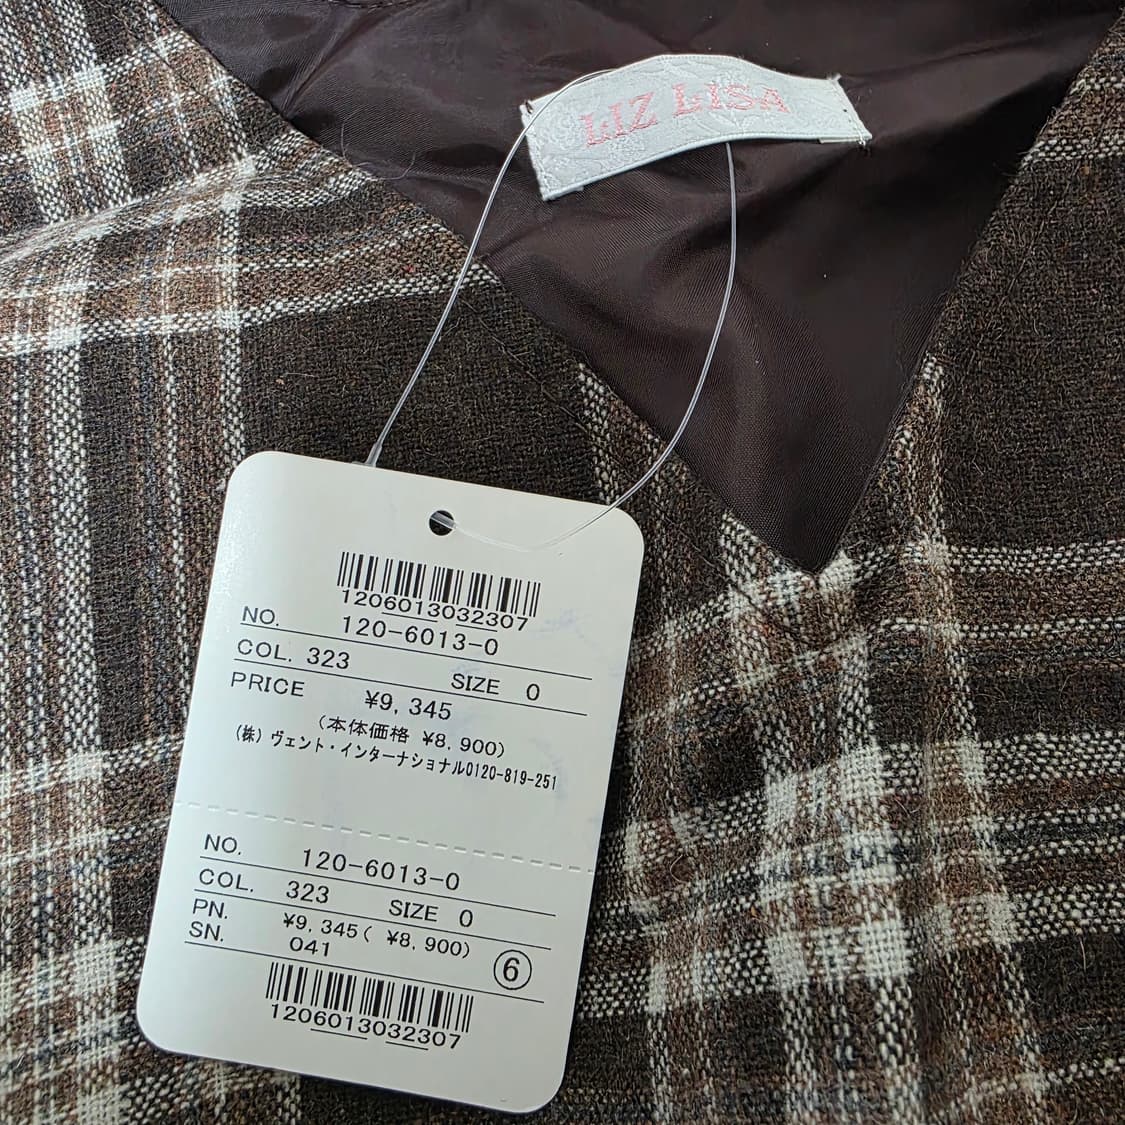 LIZ LISA
1206013032307
NO. 120-6013-0
COL. 323 SIZE 0
PRICE ¥9,345
(本体価格 ¥8,900)
(株) ヴェント・インターナショナル0120-819-251
NO. 120-6013-0
COL. 323 SIZE 0
PN. ¥9,345( ¥8,900)
SN. 041 ⑥
1206013032307